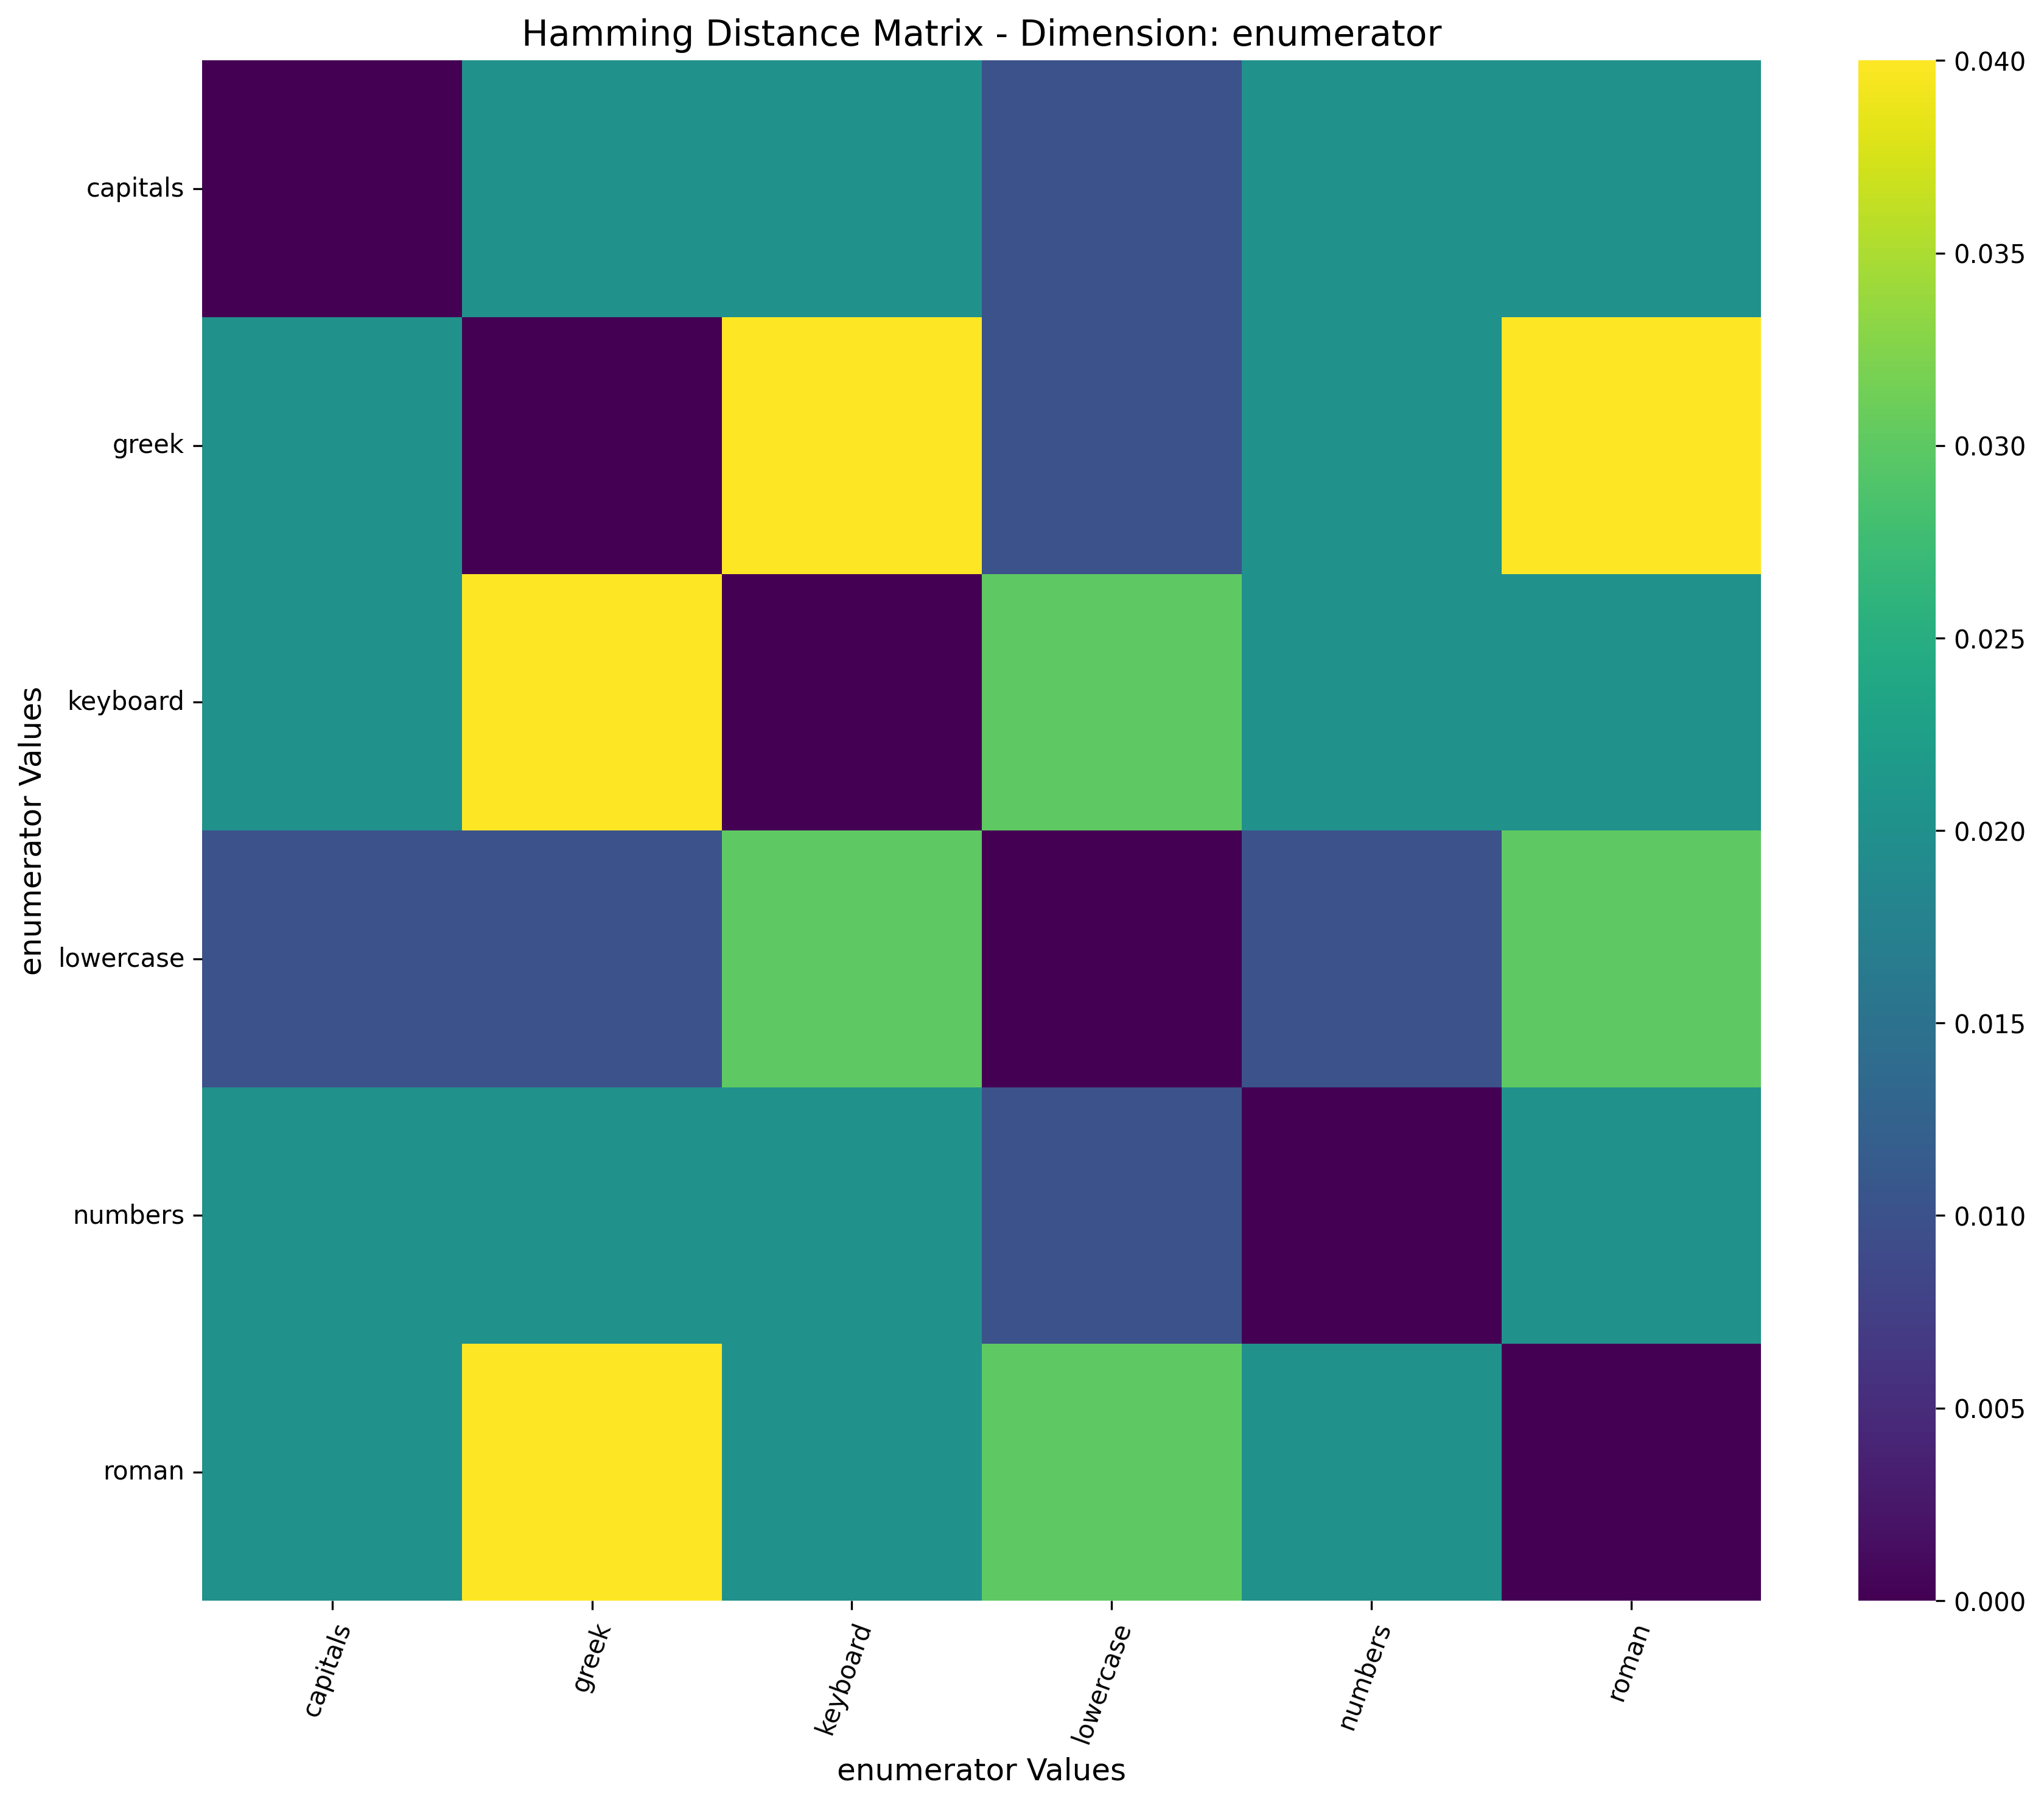 Hamming Distance Matrix - Dimension: enumerator
enumerator Values
capitals
greek
keyboard
lowercase
numbers
roman
capitals
greek
keyboard
lowercase
numbers
roman
enumerator Values
0.040
0.035
0.030
0.025
0.020
0.015
0.010
0.005
0.000